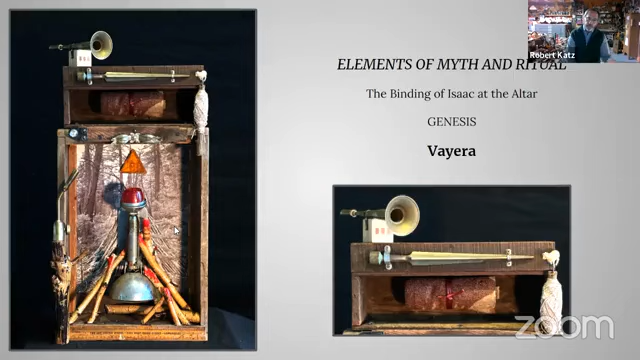 Robert Katz
ELEMENTS OF MYTH AND RITUAL
The Binding of Isaac at the Altar
GENESIS
Vayera
zoom